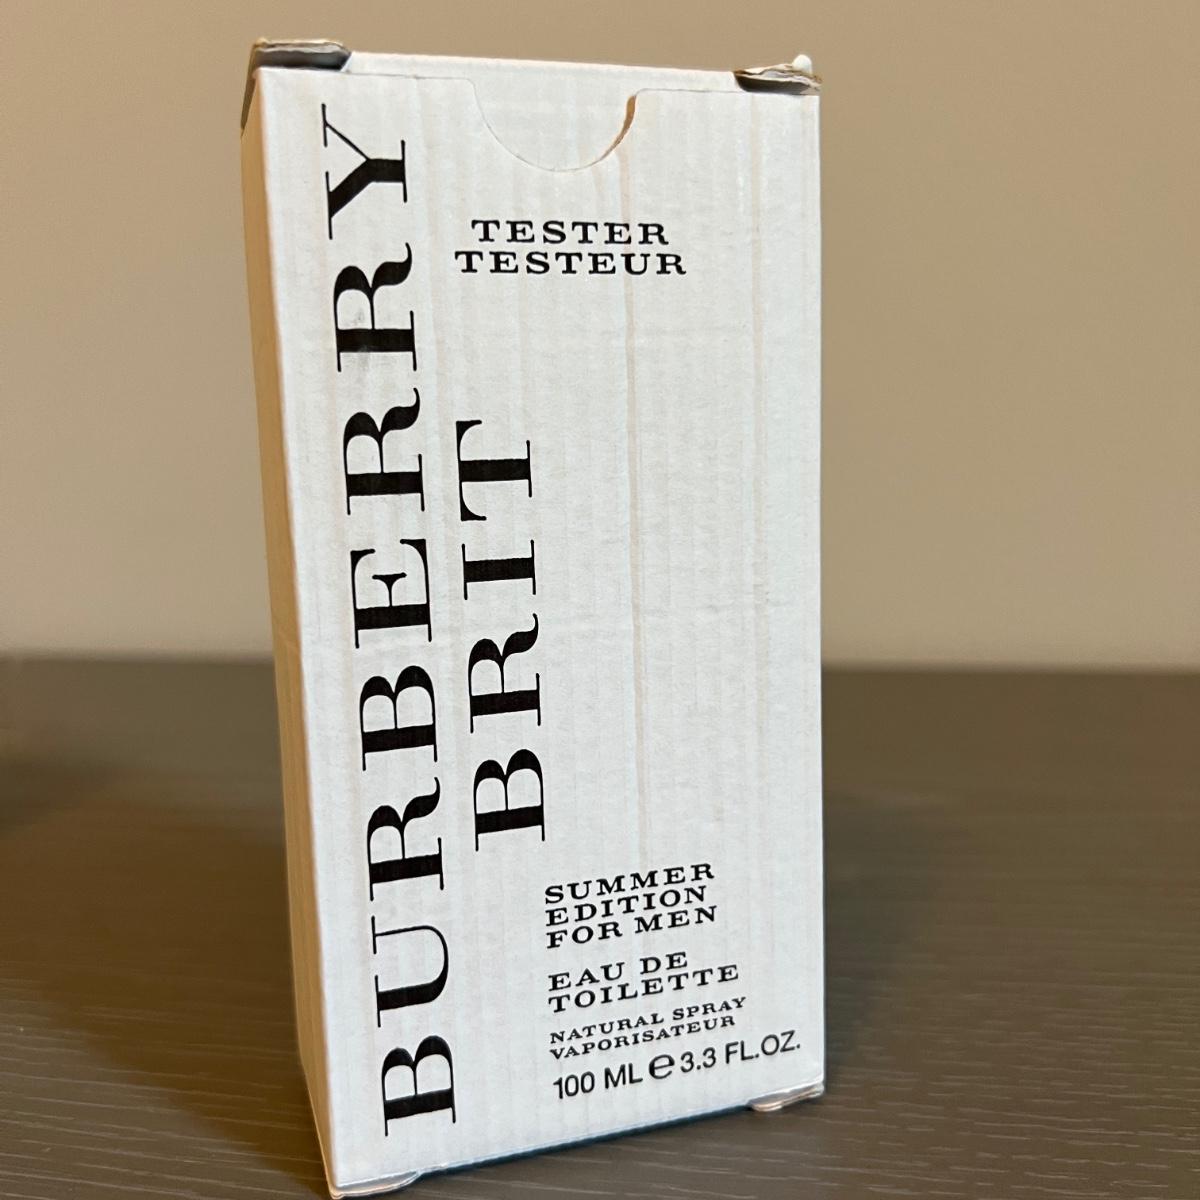 BURBERRY
BRIT
TESTER
TESTEUR
SUMMER
EDITION
FOR MEN
EAU DE
TOILETTE
NATURAL SPRAY
VAPORISATEUR
100 ML ℮ 3.3 FL.OZ.